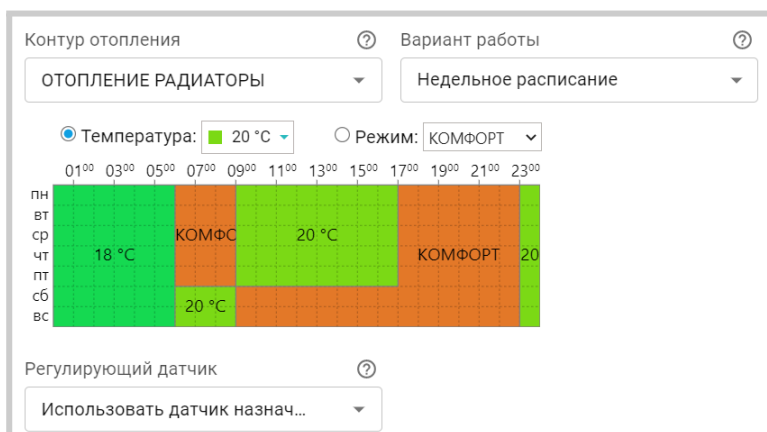 Контур отопления Вариант работы
ОТОПЛЕНИЕ РАДИАТОРЫ Недельное расписание
Температура: 20 °C Режим: КОМФОРТ
01⁰⁰ 03⁰⁰ 05⁰⁰ 07⁰⁰ 09⁰⁰ 11⁰⁰ 13⁰⁰ 15⁰⁰ 17⁰⁰ 19⁰⁰ 21⁰⁰ 23⁰⁰
пн
вт
ср КОМФС 20 °C
чт 18 °C КОМФОРТ 20
пт
сб
20 °C
вс
Регулирующий датчик
Использовать датчик назнач...